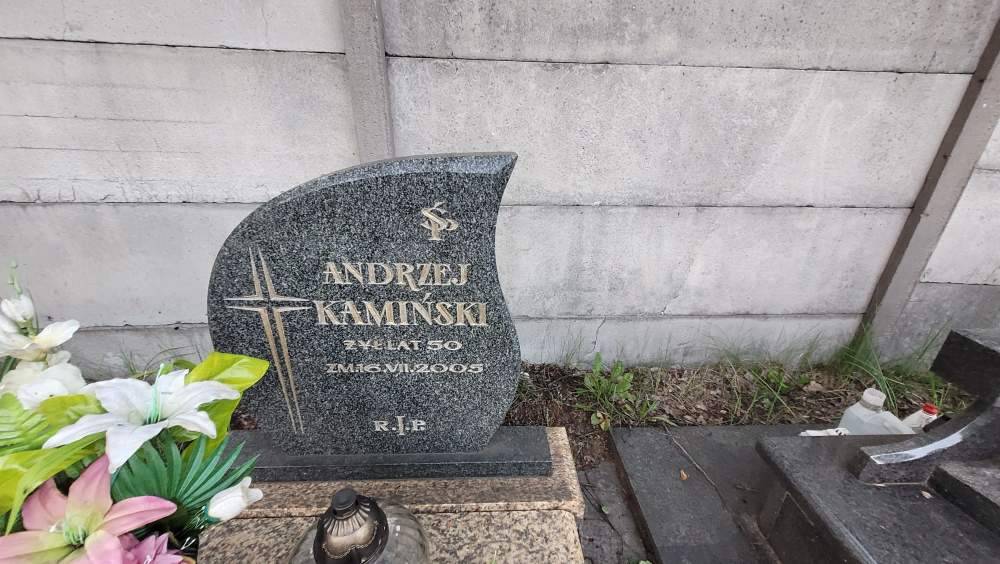 ŚP
ANDRZEJ
KAMIŃSKI
ŻYŁ LAT 50
ZM.16.VII.2005
R.I.P.